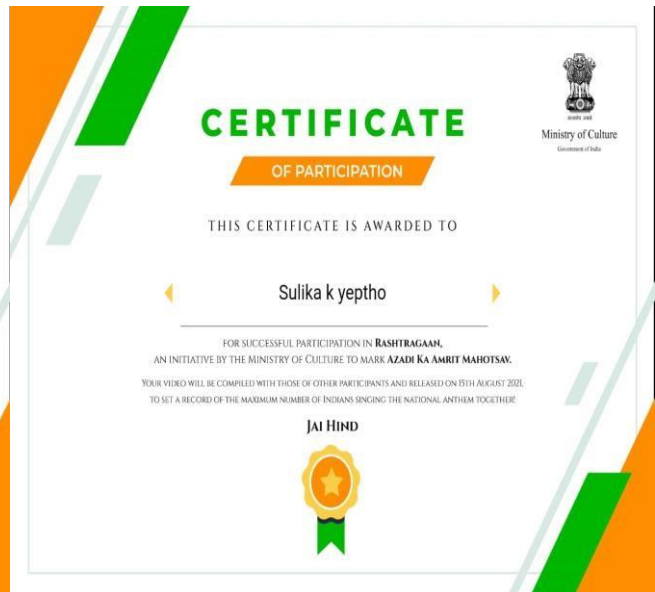 CERTIFICATE
OF PARTICIPATION
Ministry of Culture
Government of India
THIS CERTIFICATE IS AWARDED TO
Sulika k yeptho
FOR SUCCESSFUL PARTICIPATION IN RASHTRAGAAN,
AN INITIATIVE BY THE MINISTRY OF CULTURE TO MARK AZADI KA AMRIT MAHOTSAV.
YOUR VIDEO WILL BE COMPILED WITH THOSE OF OTHER PARTICIPANTS AND RELEASED ON 15TH AUGUST 2021,
TO SET A RECORD OF THE MAXIMUM NUMBER OF INDIANS SINGING THE NATIONAL ANTHEM TOGETHER!
JAI HIND